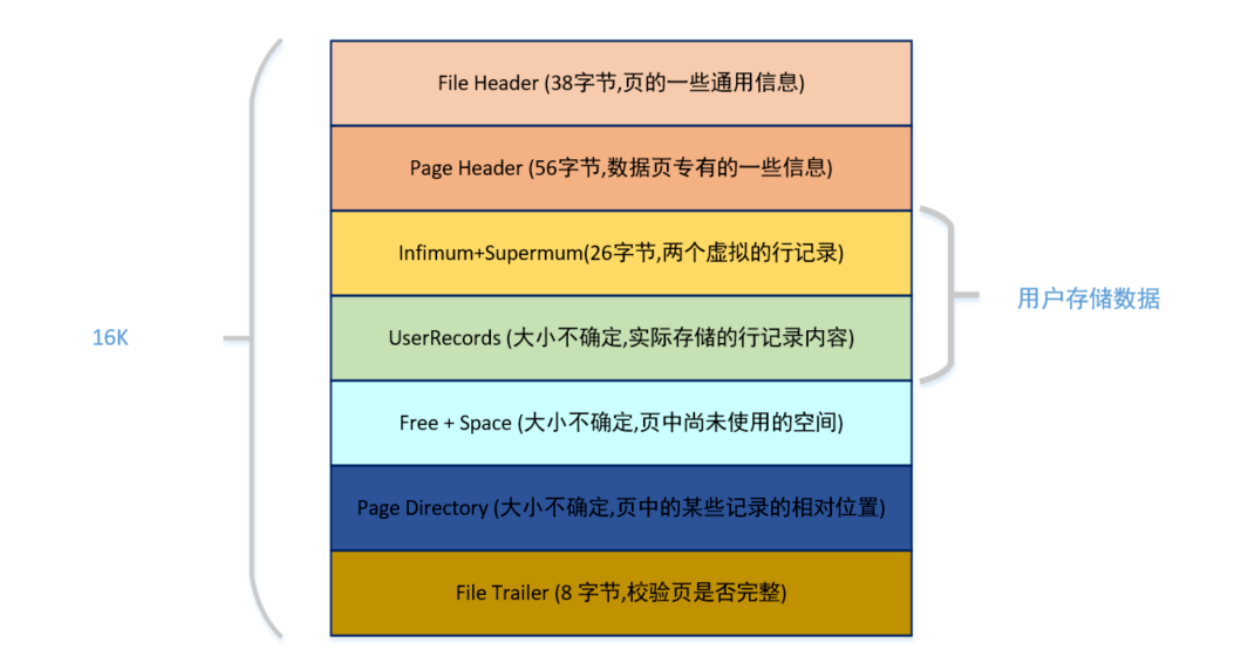 File Header (38字节,页的一些通用信息)
Page Header (56字节,数据页专有的一些信息)
Infimum+Supermum(26字节,两个虚拟的行记录)
用户存储数据
16K
UserRecords (大小不确定,实际存储的行记录内容)
Free + Space (大小不确定,页中尚未使用的空间)
Page Directory (大小不确定,页中的某些记录的相对位置)
File Trailer (8 字节,校验页是否完整)